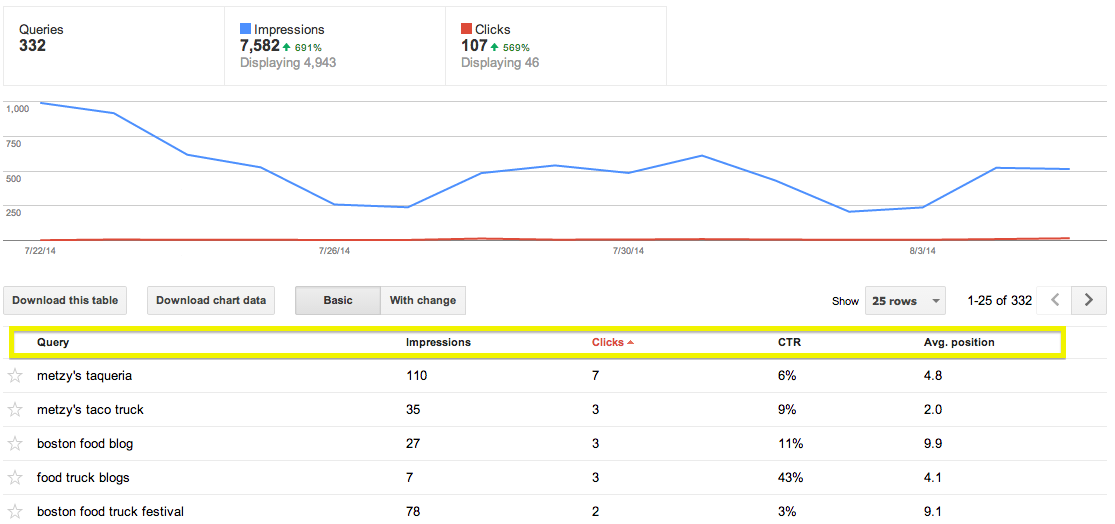 Queries
332
Impressions
7,582 691%
Displaying 4,943
Clicks
107 569%
Displaying 46
1,000
750
500
250
7/22/14 7/26/14 7/30/14 8/3/14
Download this table Download chart data Basic With change Show 25 rows 1-25 of 332
Query Impressions Clicks CTR Avg. position
metzy's taqueria 110 7 6% 4.8
metzy's taco truck 35 3 9% 2.0
boston food blog 27 3 11% 9.9
food truck blogs 7 3 43% 4.1
boston food truck festival 78 2 3% 9.1